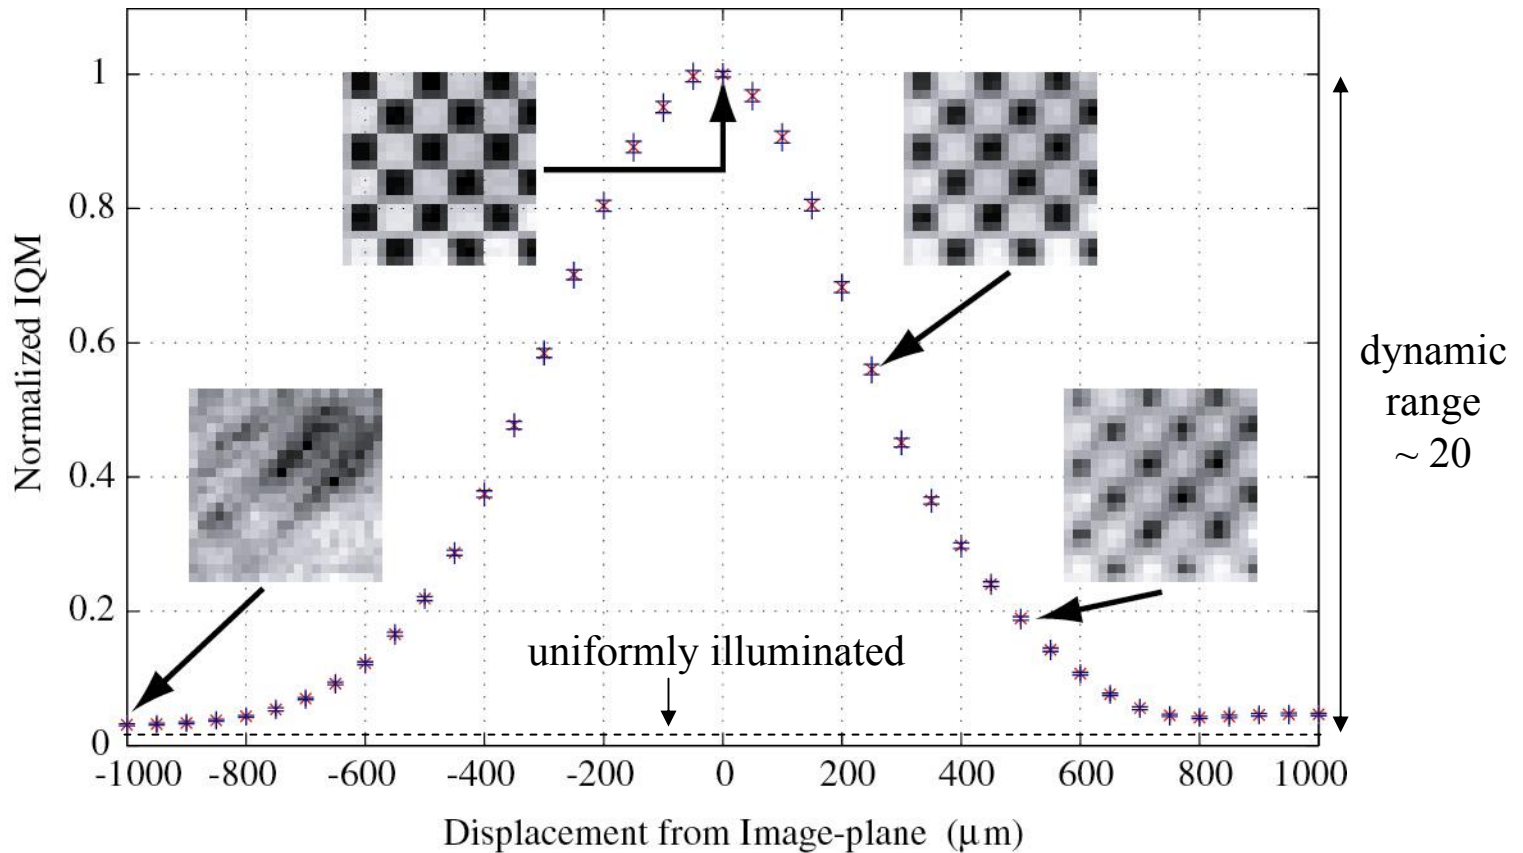 1
0.8
0.6
0.4
0.2
0
Normalized IQM
uniformly illuminated
dynamic
range
~ 20
-1000 -800 -600 -400 -200 0 200 400 600 800 1000
Displacement from Image-plane (μm)